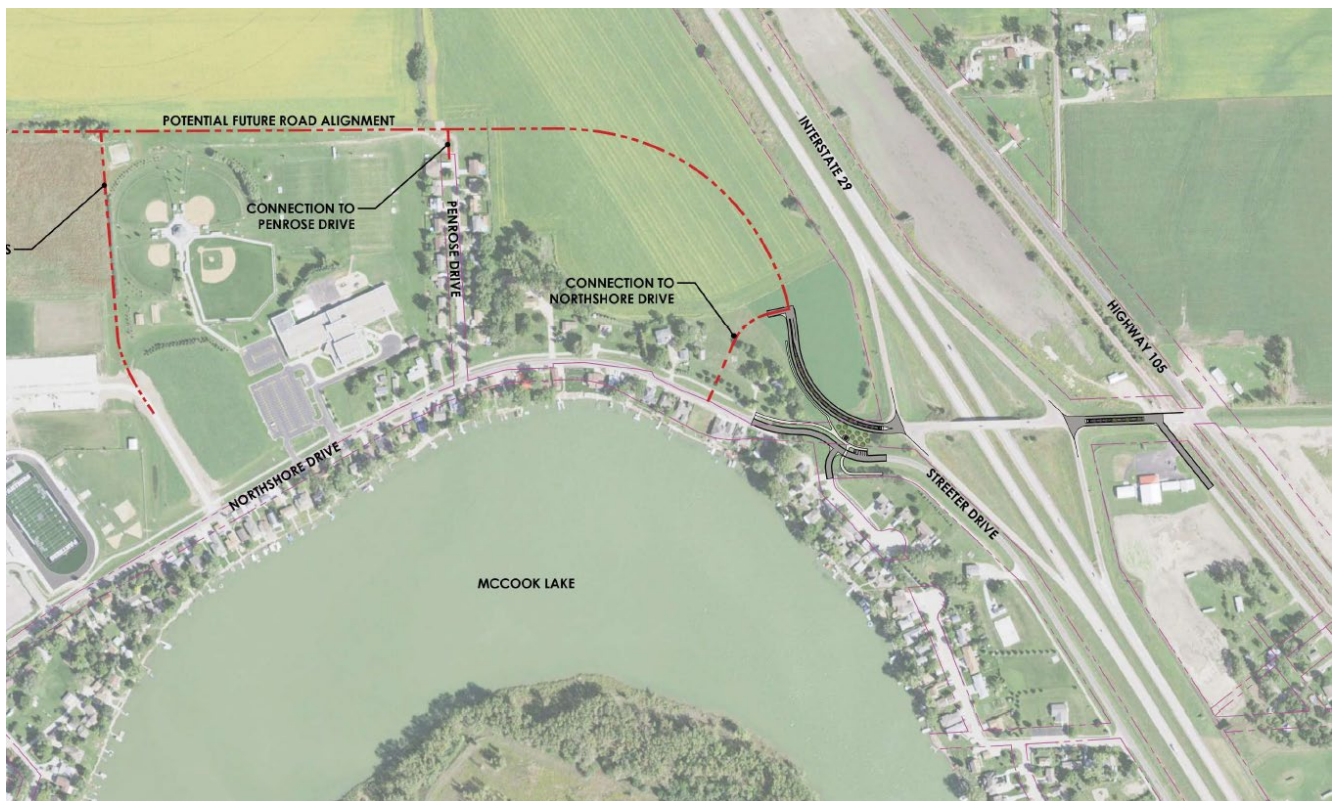 POTENTIAL FUTURE ROAD ALIGNMENT
INTERSTATE 29
CONNECTION TO
PENROSE DRIVE
PENROSE DRIVE
S
CONNECTION TO
NORTHSHORE DRIVE
HIGHWAY 105
NORTHSHORE DRIVE
STREETER DRIVE
MCCOOK LAKE